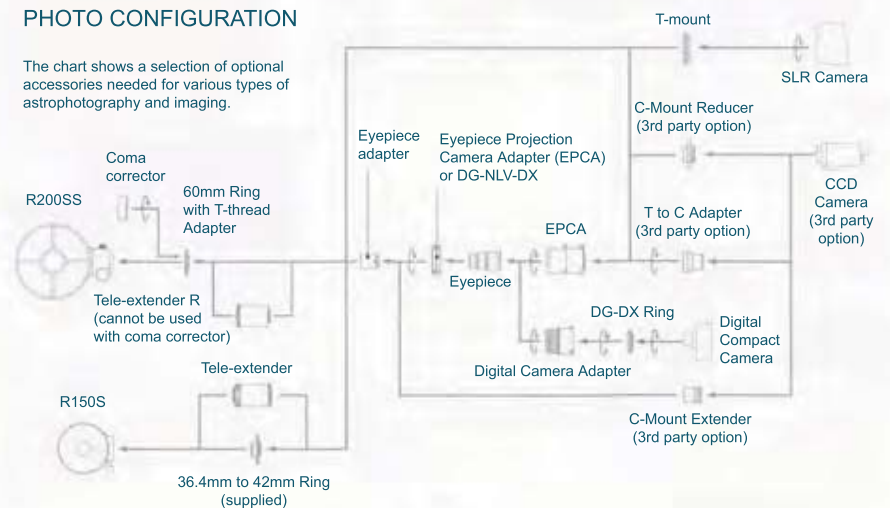 PHOTO CONFIGURATION
The chart shows a selection of optional
accessories needed for various types of
astrophotography and imaging.
T-mount
SLR Camera
C-Mount Reducer
(3rd party option)
Eyepiece
adapter
Eyepiece Projection
Camera Adapter (EPCA)
or DG-NLV-DX
Coma
corrector
R200SS
60mm Ring
with T-thread
Adapter
CCD
Camera
(3rd party
option)
T to C Adapter
(3rd party option)
EPCA
Eyepiece
Tele-extender R
(cannot be used
with coma corrector)
DG-DX Ring
Digital
Compact
Camera
Digital Camera Adapter
Tele-extender
R150S
C-Mount Extender
(3rd party option)
36.4mm to 42mm Ring
(supplied)